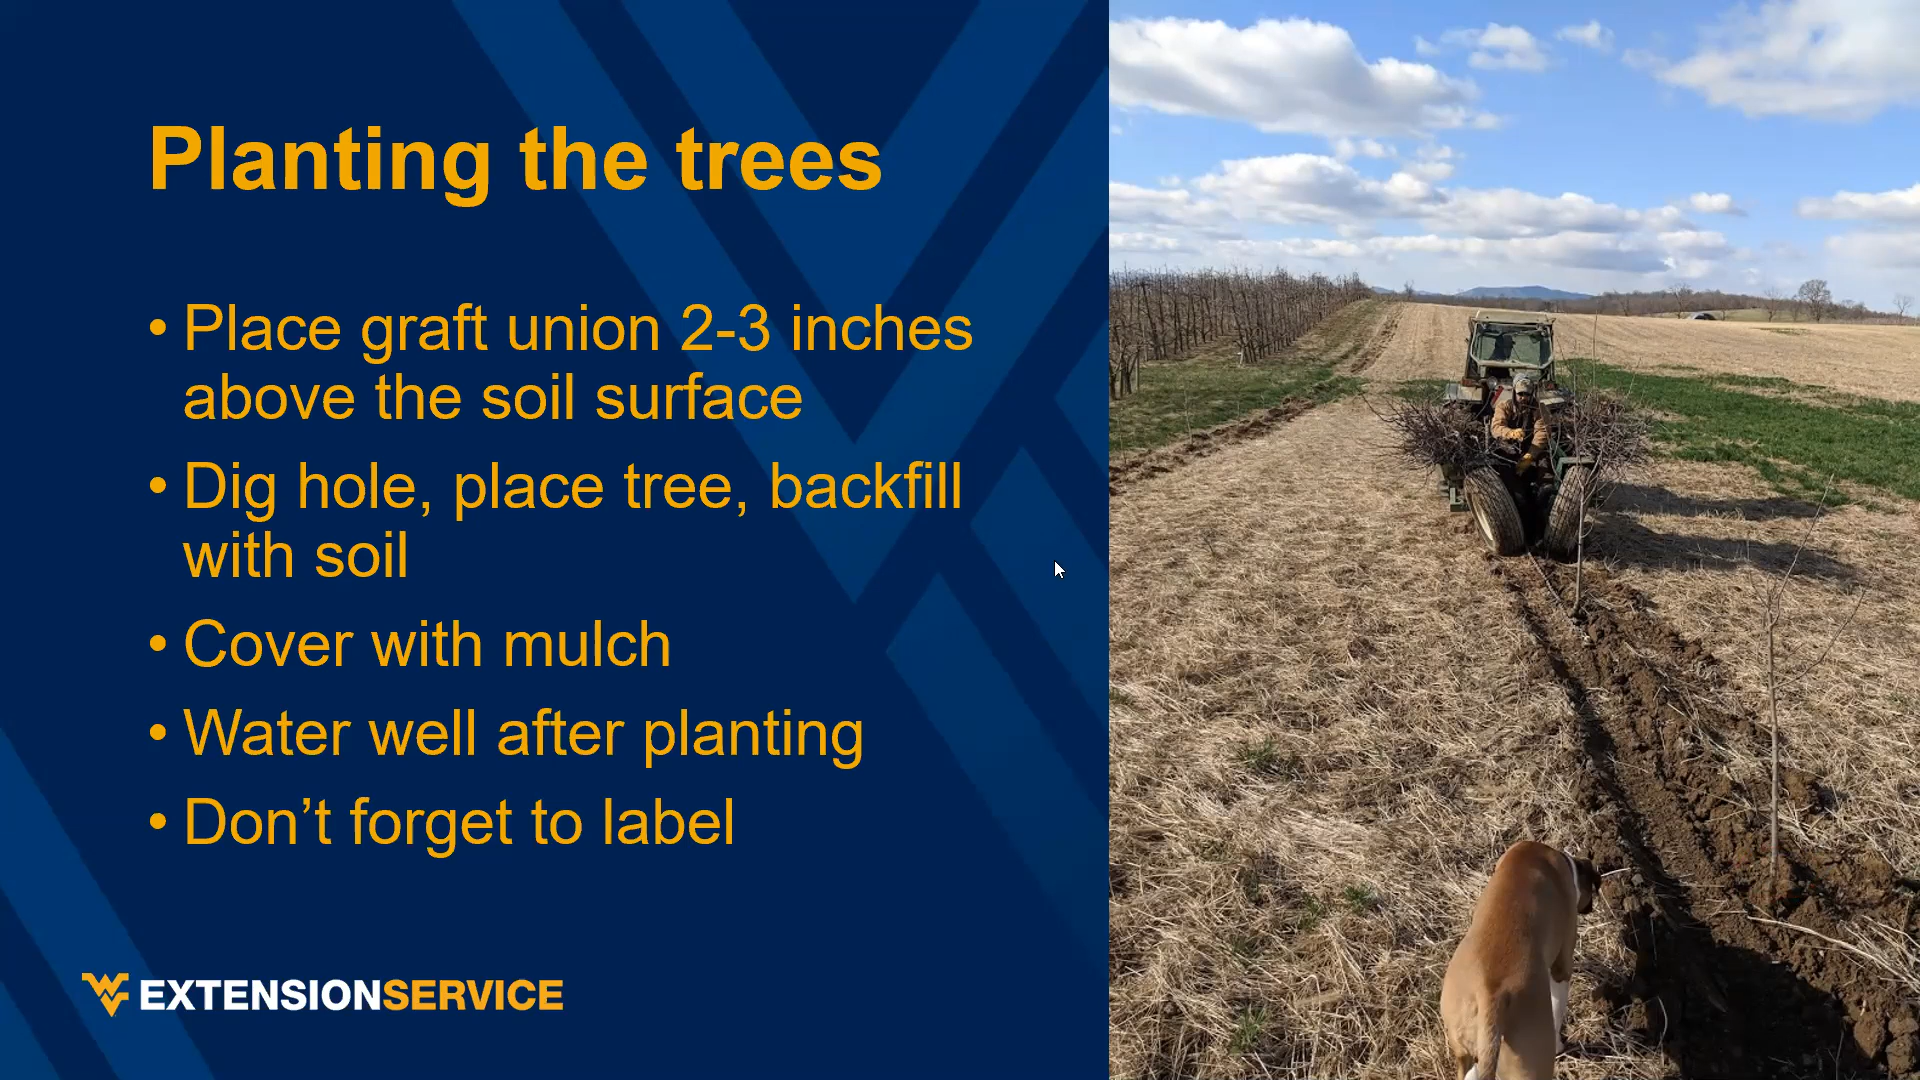 Planting the trees
• Place graft union 2-3 inches
above the soil surface
• Dig hole, place tree, backfill
with soil
• Cover with mulch
• Water well after planting
• Don’t forget to label
EXTENSIONSERVICE